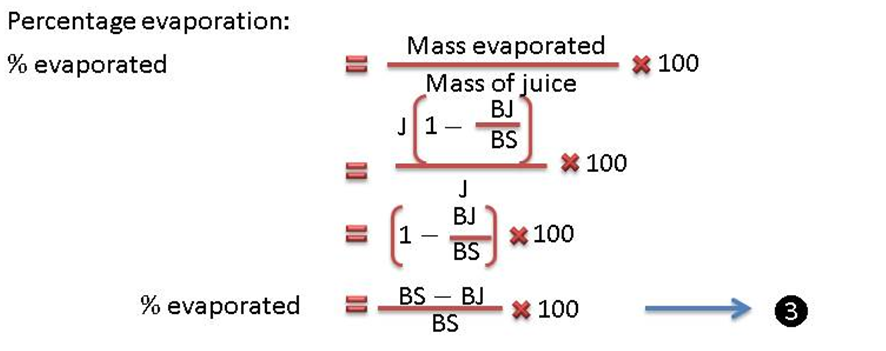 Percentage evaporation:
% evaporated = Mass evaporated / Mass of juice × 100
= J(1 − BJ/BS) / J × 100
= (1 − BJ/BS) × 100
% evaporated = BS − BJ / BS × 100 → ❸